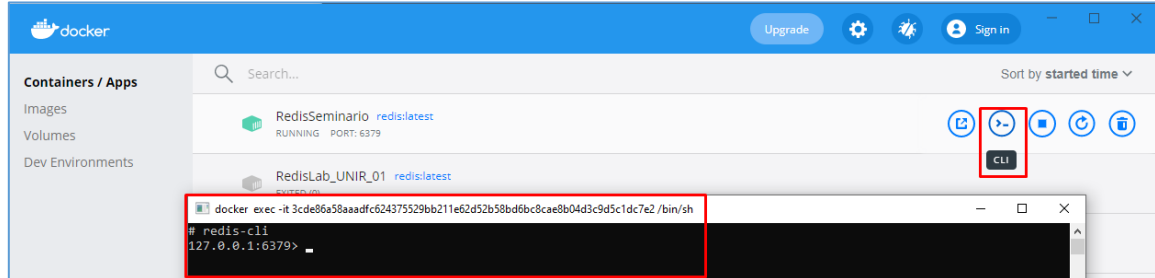 docker
Upgrade
Sign in
Containers / Apps
Images
Volumes
Dev Environments
Search...
Sort by started time
RedisSeminario redis:latest
RUNNING PORT: 6379
CLI
RedisLab_UNIR_01 redis:latest
EXITED (0)
docker exec -it 3cde86a58aaadfc624375529bb211e62d52b58bd6bc8cae8b04d3c9d5c1dc7e2 /bin/sh
# redis-cli
127.0.0.1:6379>